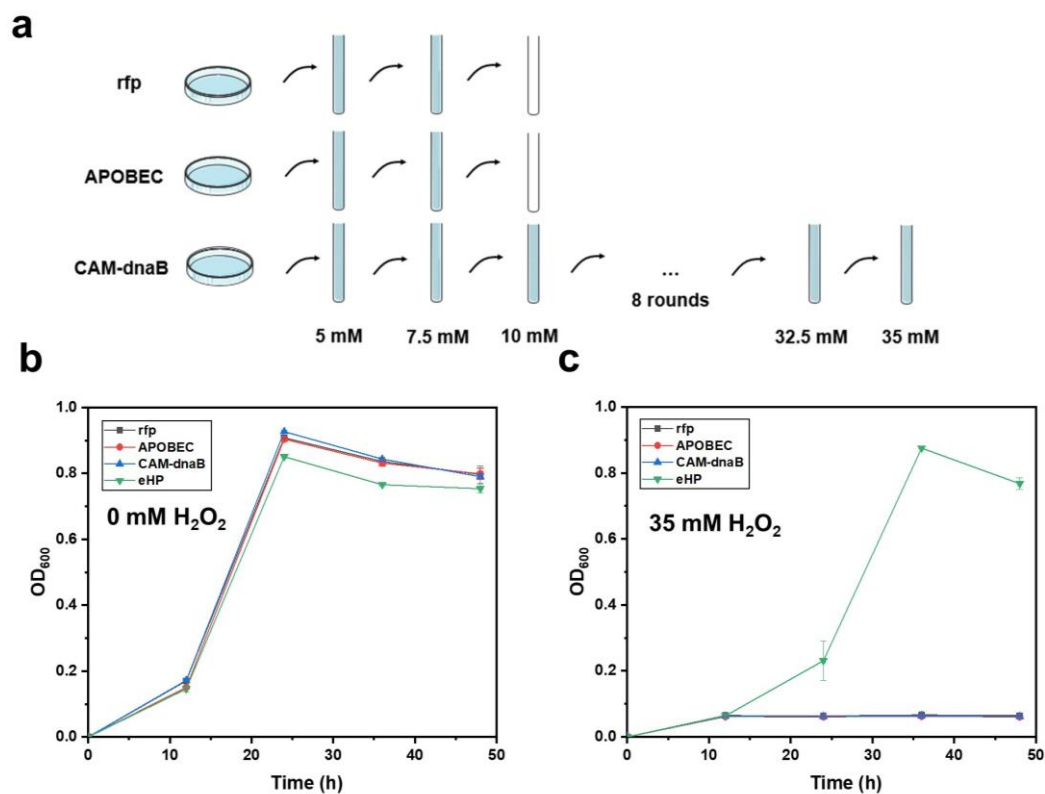 a
rfp
APOBEC
CAM-dnaB
...
8 rounds
5 mM
7.5 mM
10 mM
32.5 mM
35 mM
b
1.0
0.8
0.6
0.4
0.2
0.0
OD600
rfp
APOBEC
CAM-dnaB
eHP
0 mM H2O2
0
10
20
30
40
50
Time (h)
c
1.0
0.8
0.6
0.4
0.2
0.0
OD600
rfp
APOBEC
CAM-dnaB
eHP
35 mM H2O2
0
10
20
30
40
50
Time (h)